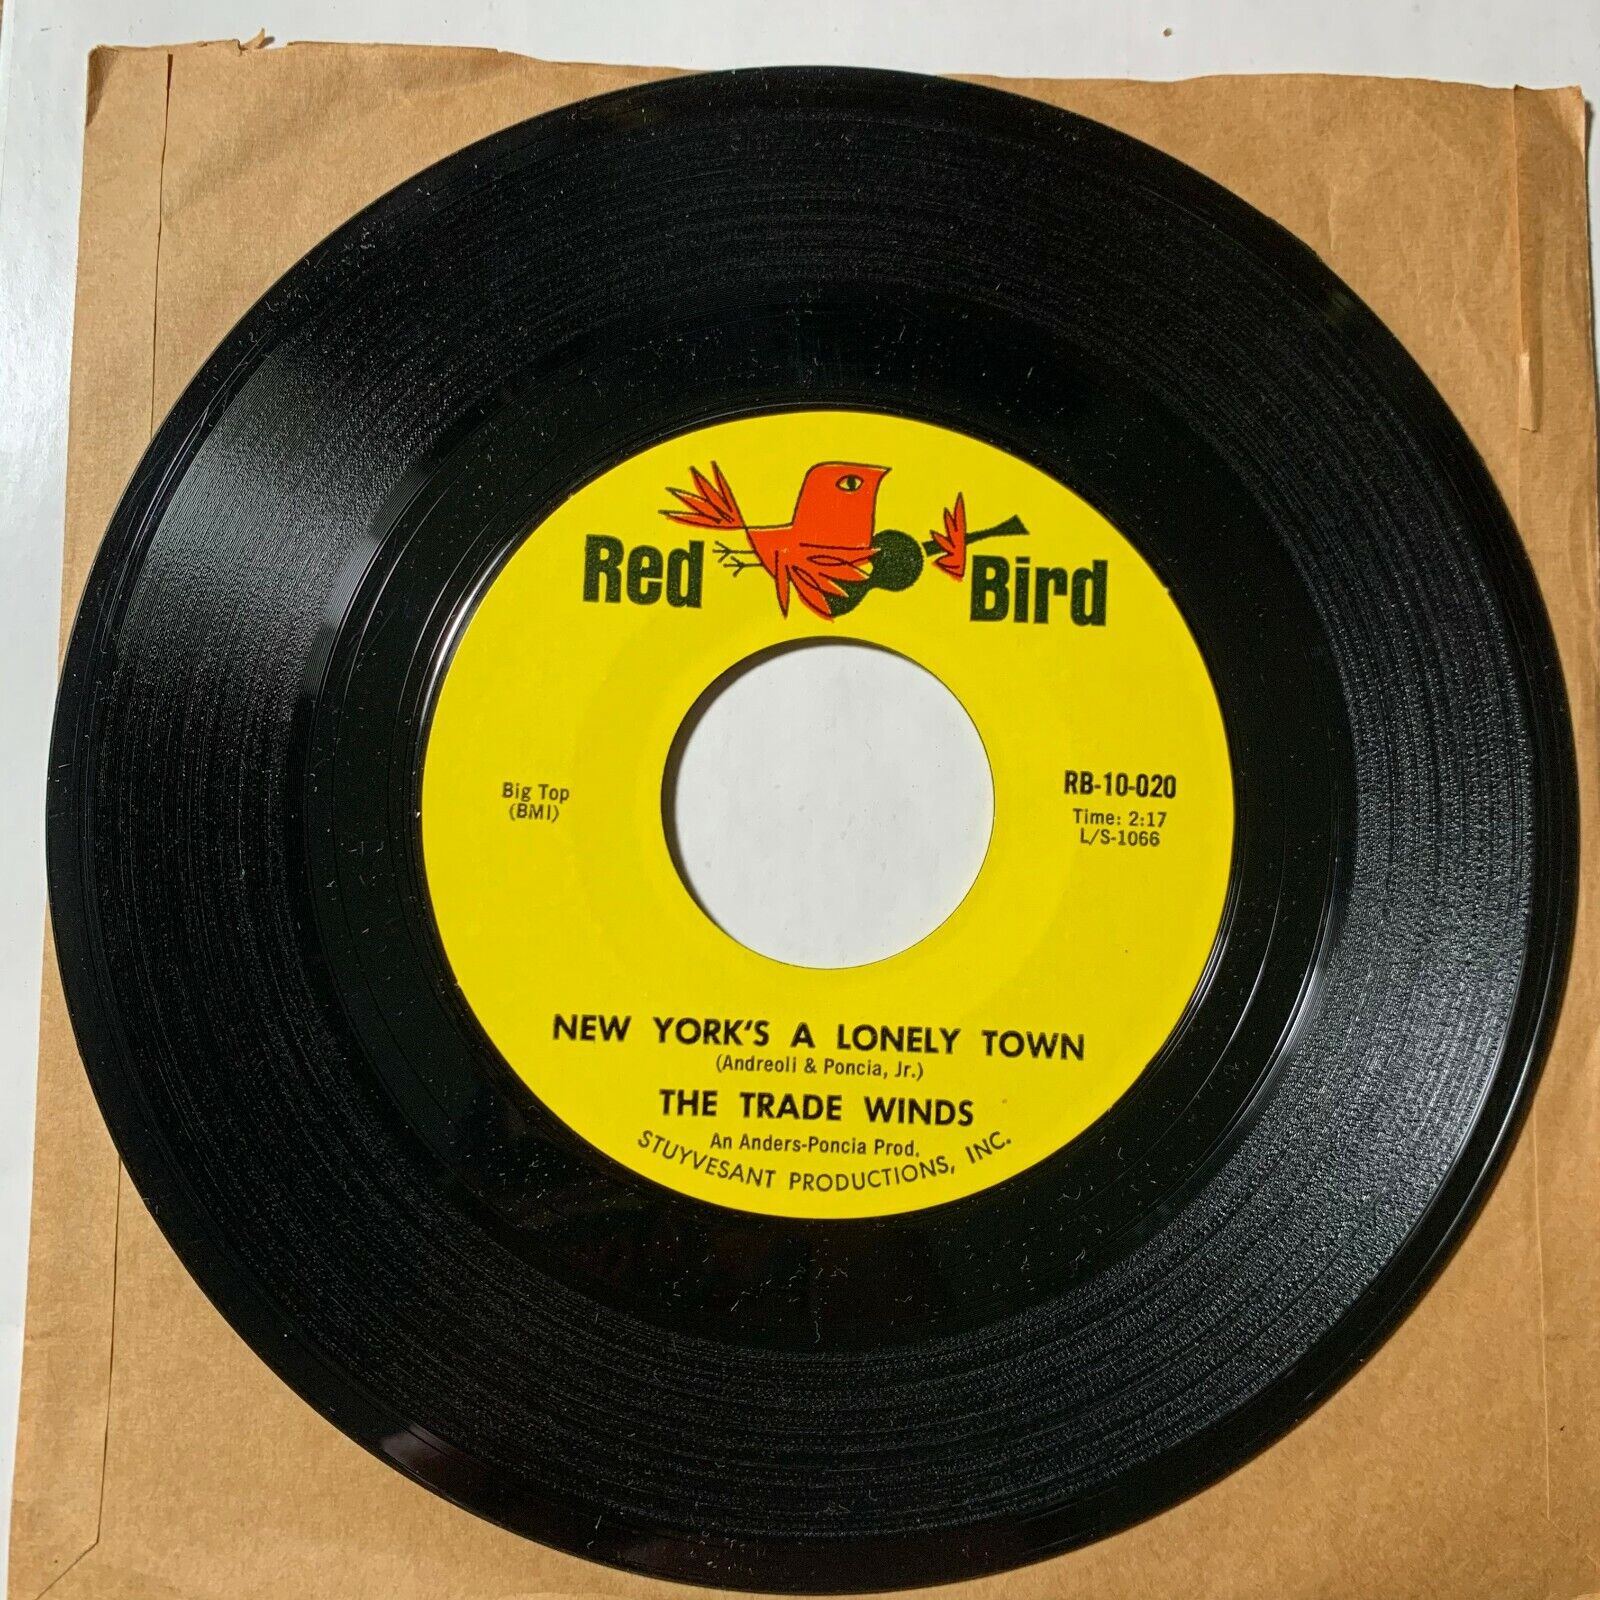 Red Bird
Big Top
(BMI)
RB-10-020
Time: 2:17
L/S-1066
NEW YORK'S A LONELY TOWN
(Andreoli & Poncia, Jr.)
THE TRADE WINDS
An Anders-Poncia Prod.
STUYVESANT PRODUCTIONS, INC.